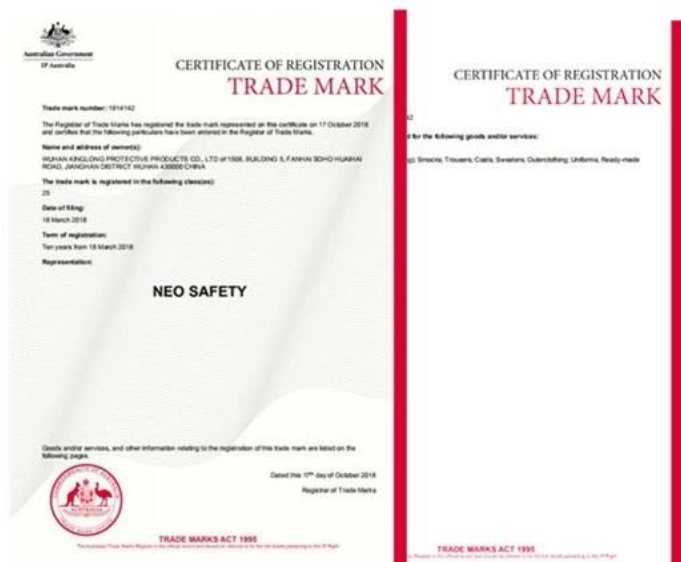 Australian Government
IP Australia
CERTIFICATE OF REGISTRATION
TRADE MARK
Trade mark number: 1914142
The Registrar of Trade Marks has registered the trade mark represented on this certificate on 17 October 2018
and certifies that the following particulars have been entered in the Register of Trade Marks.
Name and address of owner(s):
WUHAN KINGLONG PROTECTIVE PRODUCTS CO., LTD of 1508, BUILDING 5, FANHAI SOHO HUAIHAI
ROAD, JIANGHAN DISTRICT WUHAN 430000 CHINA
The trade mark is registered in the following class(es):
25
Date of filing:
18 March 2018
Term of registration:
Ten years from 18 March 2018
Representation:
NEO SAFETY
Goods and/or services, and other information relating to the registration of this trade mark are listed on the
following pages.
Dated this 17th day of October 2018
Registrar of Trade Marks
TRADE MARKS ACT 1995
CERTIFICATE OF REGISTRATION
TRADE MARK
for the following goods and/or services:
Smocks; Trousers; Coats; Sweaters; Outerclothing; Uniforms; Ready-made
TRADE MARKS ACT 1995